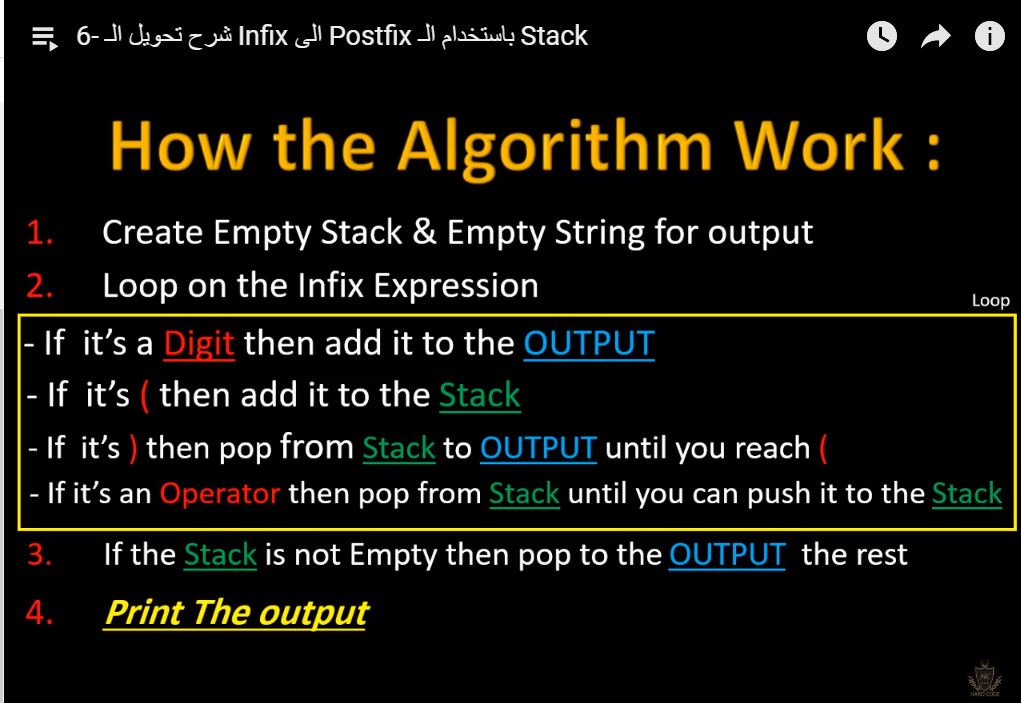 6- شرح تحويل الـ Infix الى Postfix باستخدام الـ Stack
How the Algorithm Work :
1. Create Empty Stack & Empty String for output
2. Loop on the Infix Expression
Loop
- If it's a Digit then add it to the OUTPUT
- If it's ( then add it to the Stack
- If it's ) then pop from Stack to OUTPUT until you reach (
- If it's an Operator then pop from Stack until you can push it to the Stack
3. If the Stack is not Empty then pop to the OUTPUT the rest
4. Print The output
HARD CODE